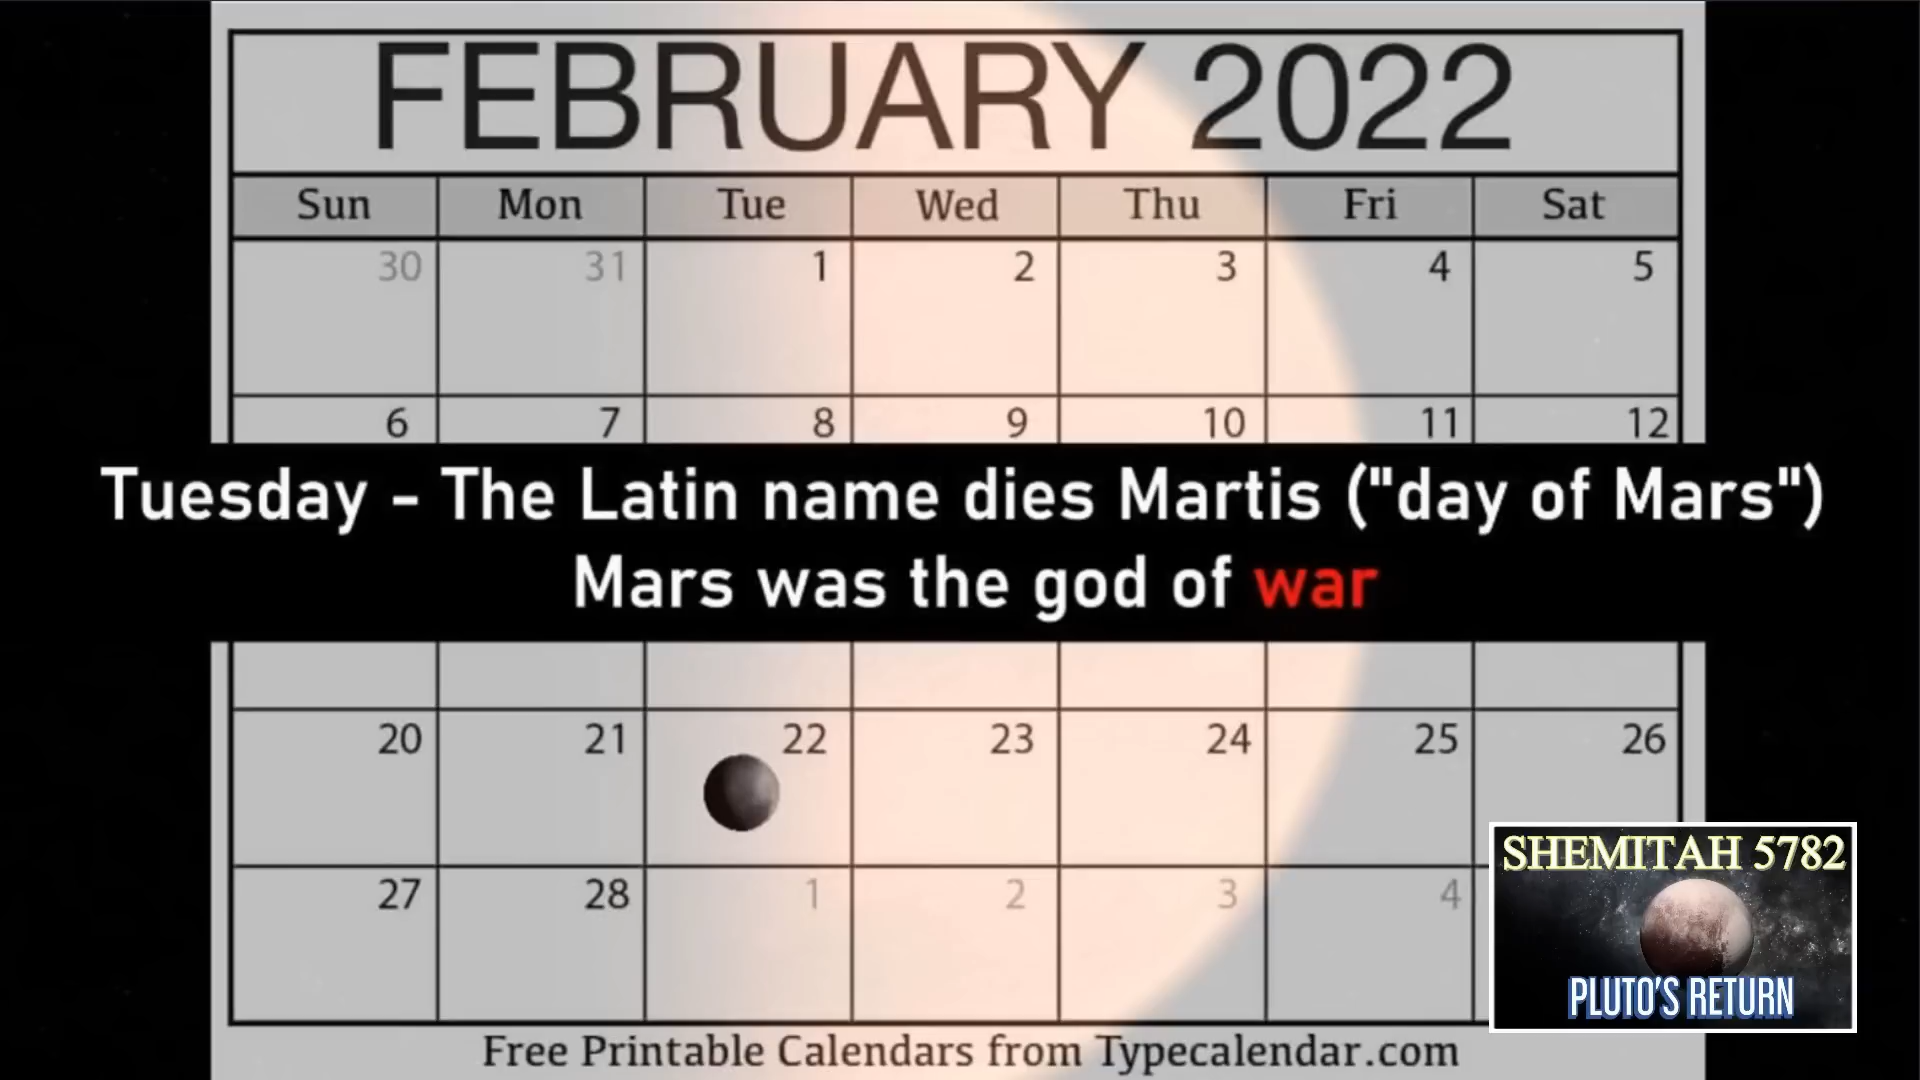 FEBRUARY 2022
Sun Mon Tue Wed Thu Fri Sat
30 31 1 2 3 4 5
6 7 8 9 10 11 12
Tuesday - The Latin name dies Martis ("day of Mars")
Mars was the god of war
20 21 22 23 24 25 26
27 28 1 2 3 4
SHEMITAH 5782
PLUTO'S RETURN
Free Printable Calendars from Typecalendar.com